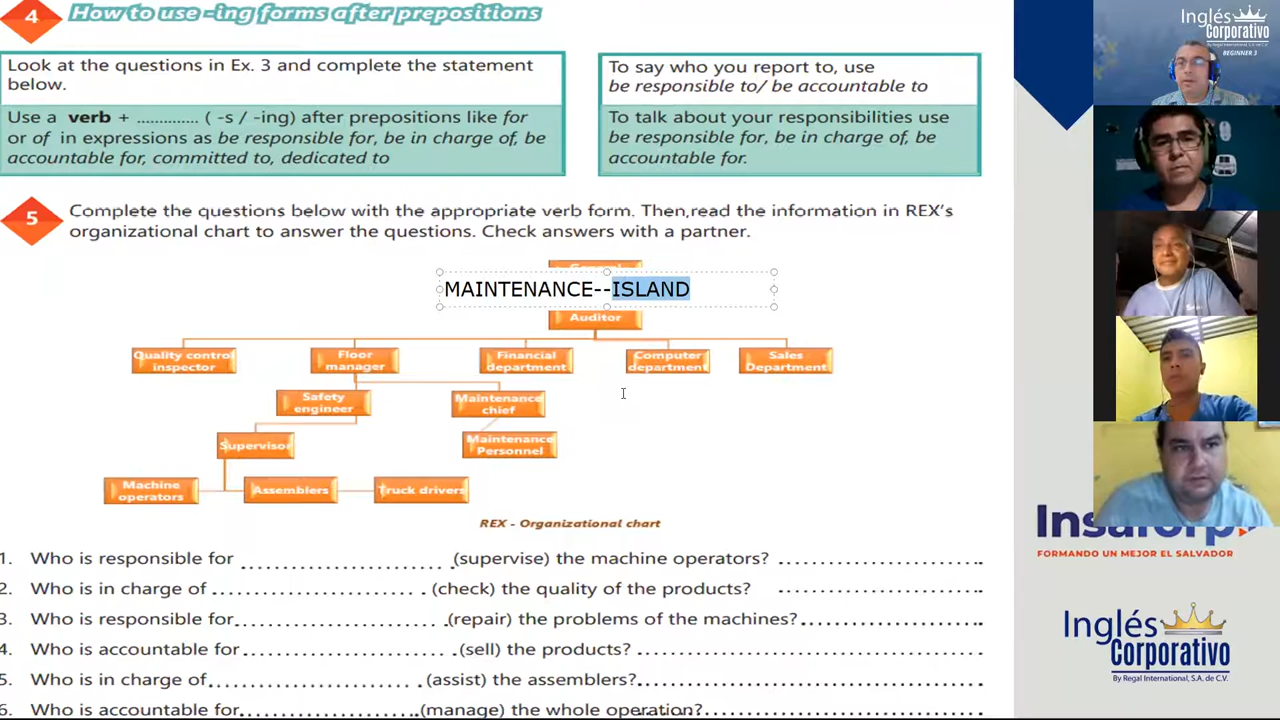 4 How to use -ing forms after prepositions
Look at the questions in Ex. 3 and complete the statement
below.
Use a verb + ............. ( -s / -ing) after prepositions like for
or of in expressions as be responsible for, be in charge of, be
accountable for, committed to, dedicated to
To say who you report to, use
be responsible to/ be accountable to
To talk about your responsibilities use
be responsible for, be in charge of, be
accountable for.
5 Complete the questions below with the appropriate verb form. Then,read the information in REX's
organizational chart to answer the questions. Check answers with a partner.
MAINTENANCE--ISLAND
Auditor
Quality control
inspector
Floor
manager
Financial
department
Computer
department
Sales
Department
Safety
engineer
Maintenance
chief
Supervisor
Maintenance
Personnel
Machine
operators
Assemblers
Truck drivers
REX - Organizational chart
1. Who is responsible for ........................ (supervise) the machine operators? ........................
2. Who is in charge of ........................ (check) the quality of the products? ........................
3. Who is responsible for ........................ (repair) the problems of the machines? ........................
4. Who is accountable for ........................ (sell) the products? ........................
5. Who is in charge of ........................ (assist) the assemblers? ........................
6. Who is accountable for ........................ (manage) the whole operation? ........................
Inglés
Corporativo
By Regal International, S.A. de C.V.
BEGINNER 3
FORMANDO UN MEJOR EL SALVADOR
Inglés
Corporativo
By Regal International, S.A. de C.V.